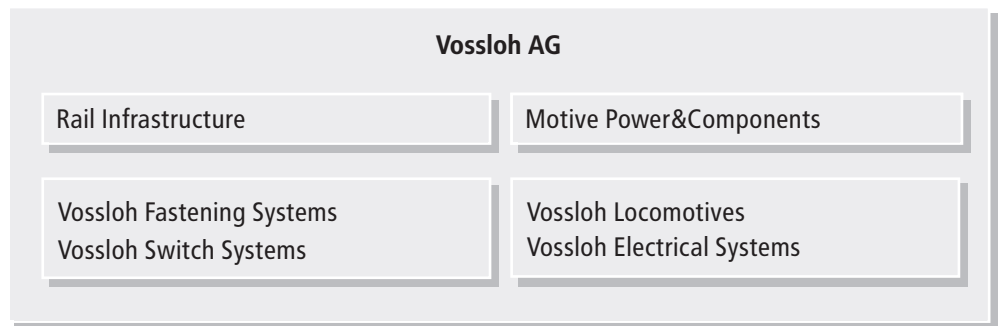 Vossloh AG
Rail Infrastructure
Motive Power&Components
Vossloh Fastening Systems
Vossloh Switch Systems
Vossloh Locomotives
Vossloh Electrical Systems